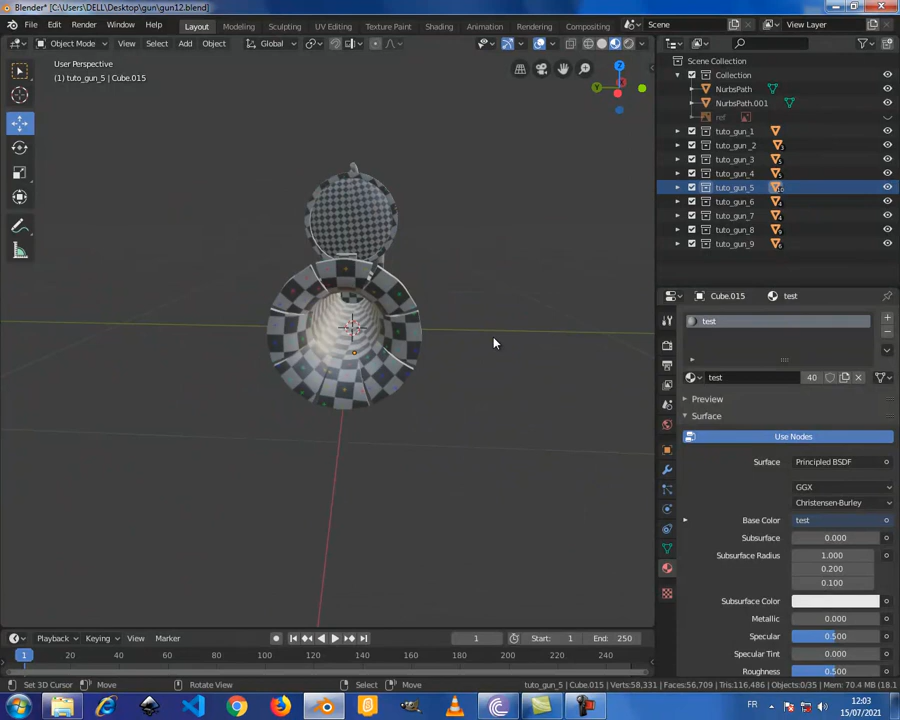 Blender* [C:\Users\DELL\Desktop\gun\gun12.blend]
File Edit Render Window Help Layout Modeling Sculpting UV Editing Texture Paint Shading Animation Rendering Compositing Scene View Layer
Object Mode View Select Add Object Global
User Perspective
(1) tuto_gun_5 | Cube.015
Z
Y
Scene Collection
Collection
NurbsPath
NurbsPath.001
ref
tuto_gun_1
tuto_gun _2
tuto_gun_3
tuto_gun_4
tuto_gun_5
tuto_gun_6
tuto_gun_7
tuto_gun_8
tuto_gun_9
Cube.015 test
test
test 40
Preview
Surface
Use Nodes
Surface Principled BSDF
GGX
Christensen-Burley
Base Color test
Subsurface 0.000
Subsurface Radius 1.000
0.200
0.100
Subsurface Color
Metallic 0.000
Specular 0.500
Specular Tint 0.000
Roughness 0.500
Playback Keying View Marker 1 Start: 1 End: 250
1 20 40 60 80 100 120 140 160 180 200 220 240
Set 3D Cursor Move Rotate View Select Move tuto_gun_5 | Cube.015 | Verts:58,331 | Faces:56,709 | Tris:116,486 | Objects:0/35 | Mem: 70.4 MB (18.1
FR 12:03
15/07/2021